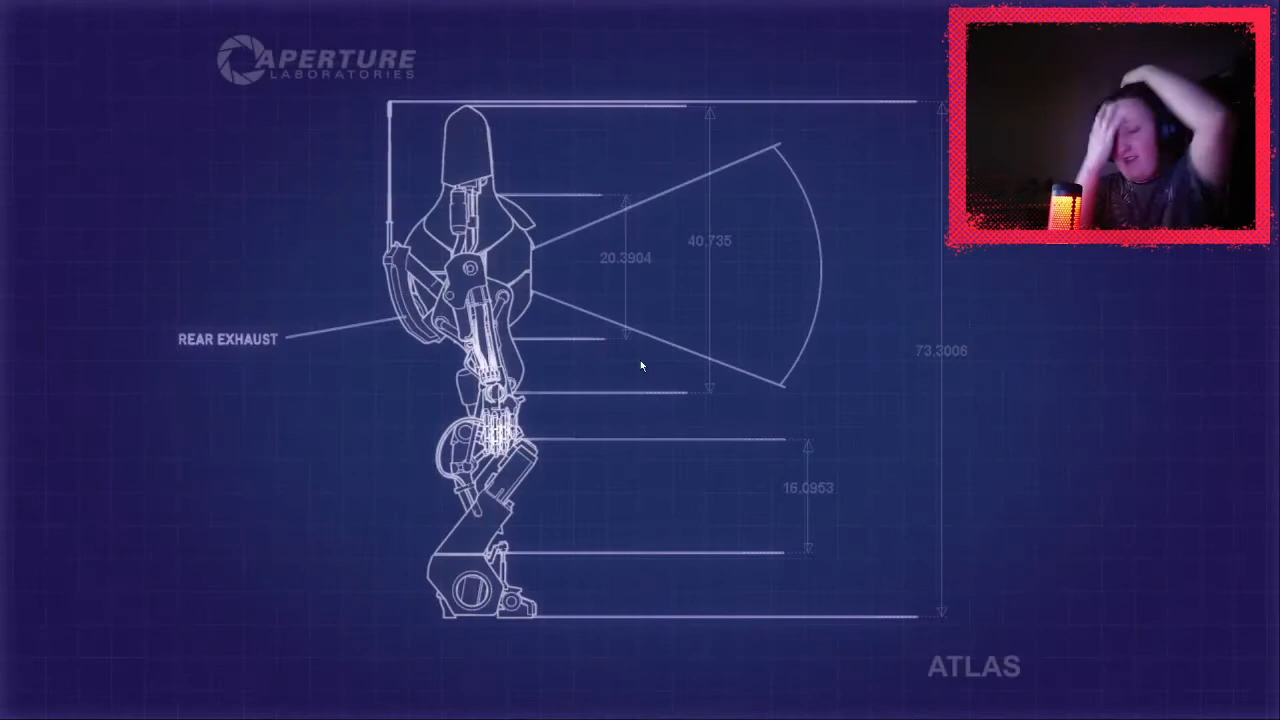 APERTURE
LABORATORIES
40.735
20.3904
REAR EXHAUST
73.3006
16.0953
ATLAS